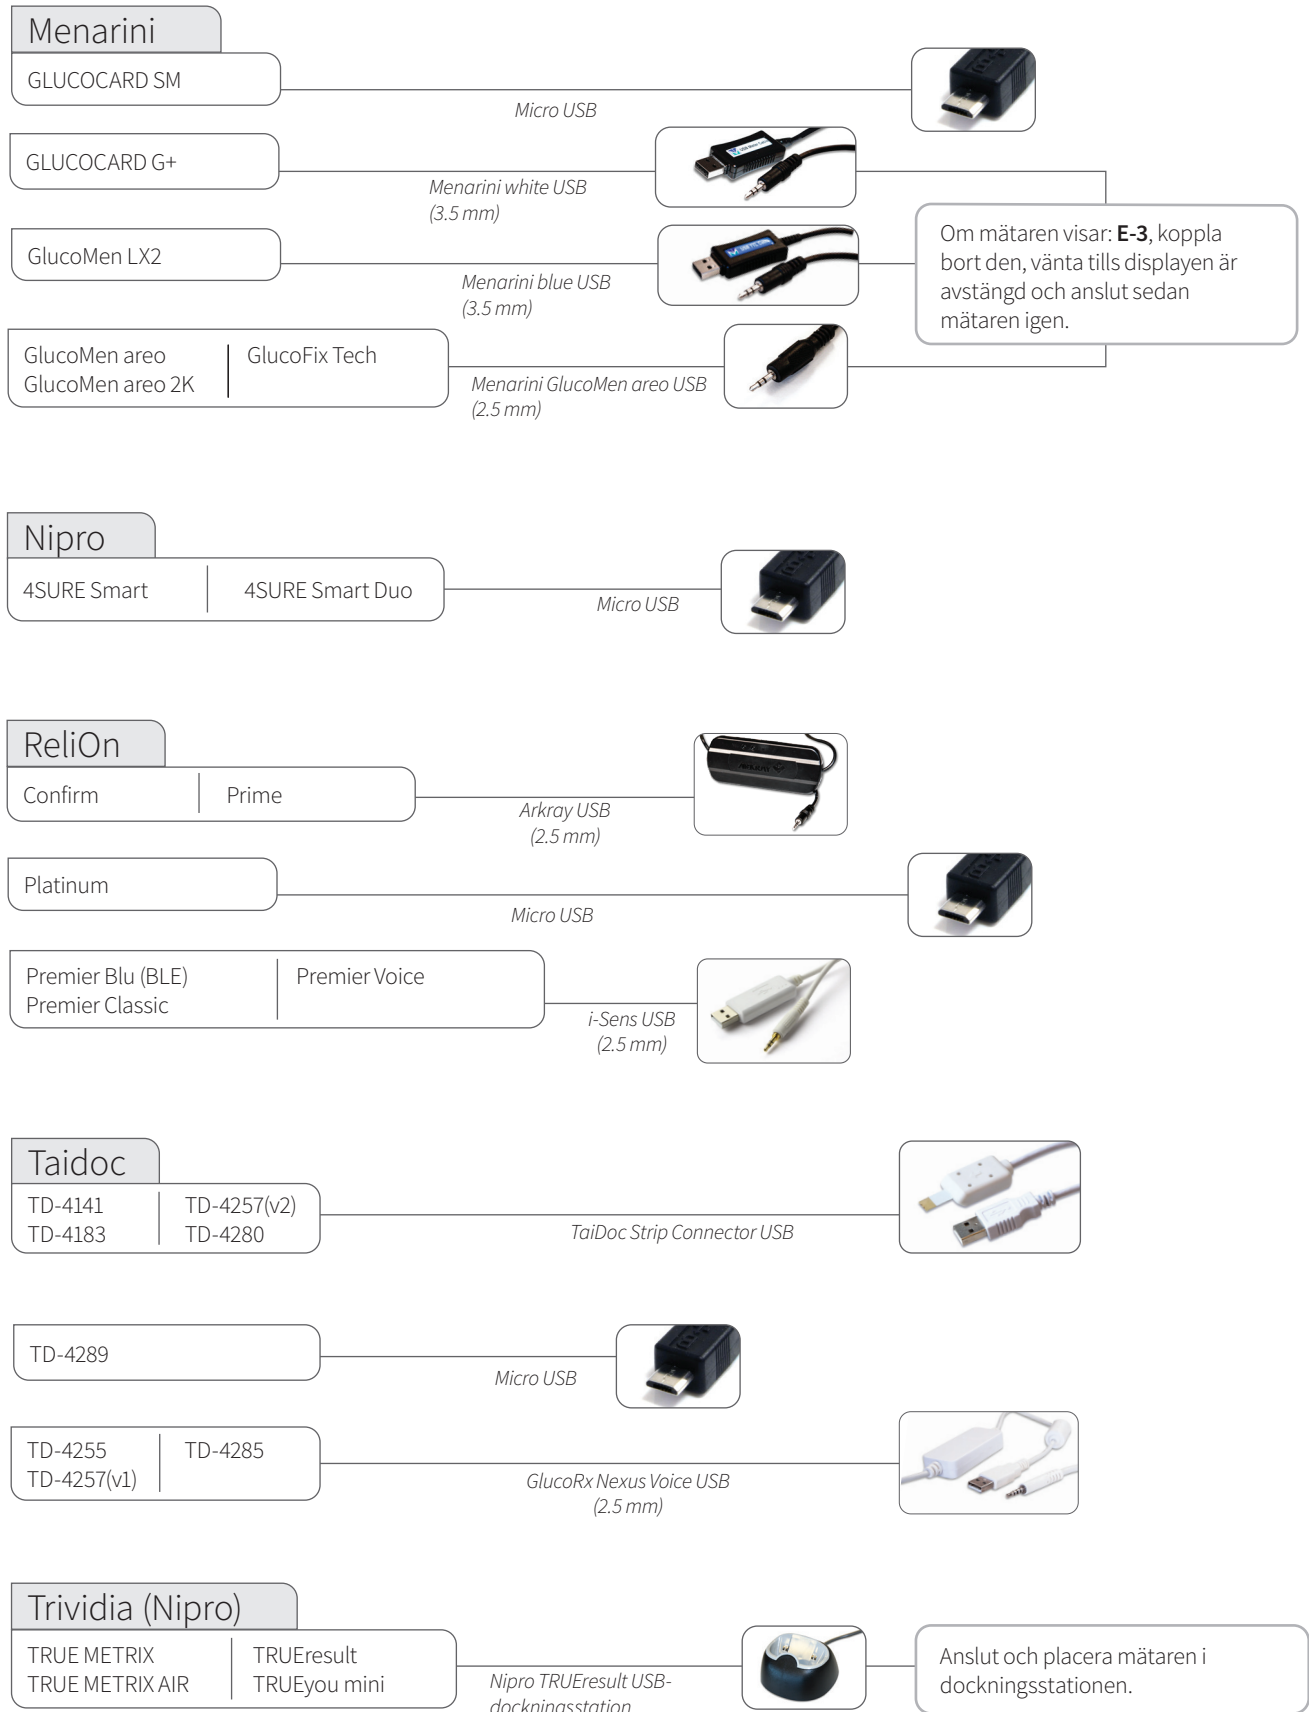 Menarini
GLUCOCARD SM
Micro USB
GLUCOCARD G+
Menarini white USB
(3.5 mm)
GlucoMen LX2
Menarini blue USB
(3.5 mm)
Om mätaren visar: E-3, koppla
bort den, vänta tills displayen är
avstängd och anslut sedan
mätaren igen.
GlucoMen areo
GlucoMen areo 2K
GlucoFix Tech
Menarini GlucoMen areo USB
(2.5 mm)
Nipro
4SURE Smart
4SURE Smart Duo
Micro USB
ReliOn
Confirm
Prime
Arkray USB
(2.5 mm)
Platinum
Micro USB
Premier Blu (BLE)
Premier Classic
Premier Voice
i-Sens USB
(2.5 mm)
Taidoc
TD-4141
TD-4183
TD-4257(v2)
TD-4280
TaiDoc Strip Connector USB
TD-4289
Micro USB
TD-4255
TD-4257(v1)
TD-4285
GlucoRx Nexus Voice USB
(2.5 mm)
Trividia (Nipro)
TRUE METRIX
TRUE METRIX AIR
TRUEresult
TRUEyou mini
Nipro TRUEresult USB-
dockningsstation
Anslut och placera mätaren i
dockningsstationen.